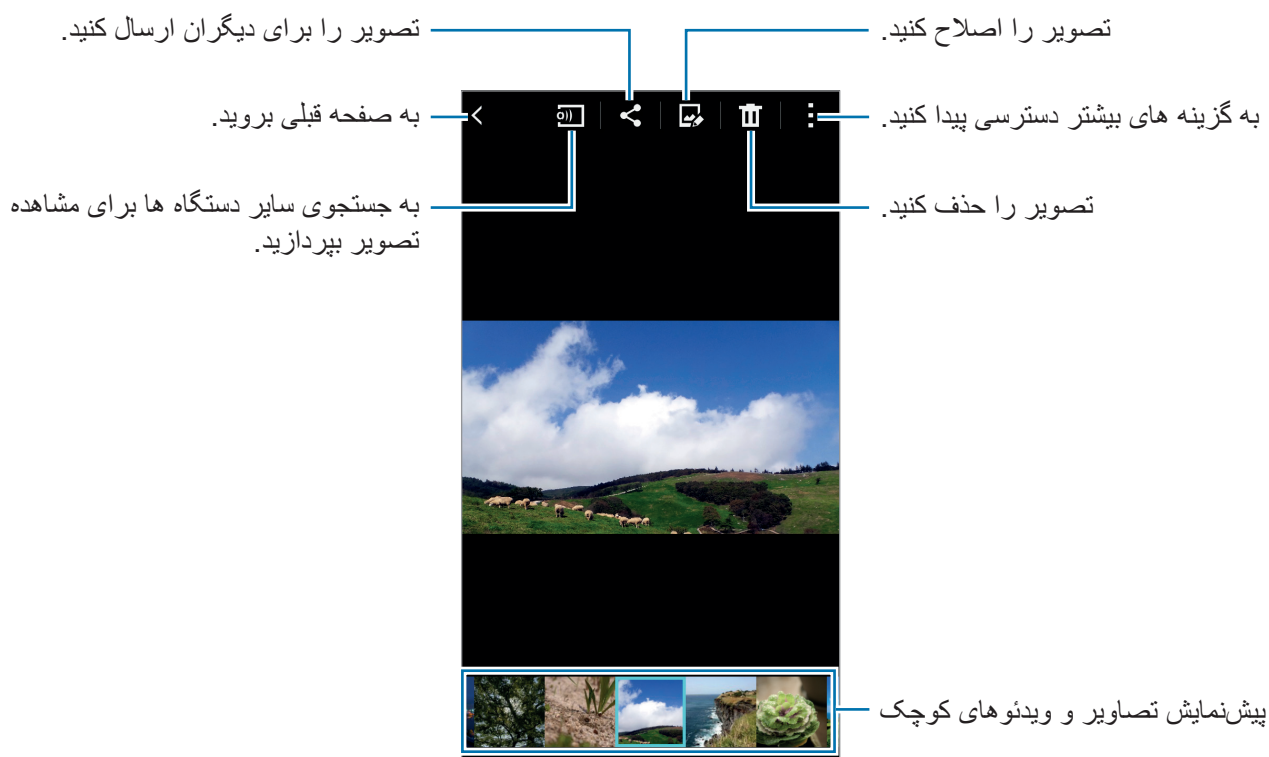 تصویر را اصلاح کنید.
تصویر را برای دیگران ارسال کنید.
به گزینه های بیشتر دسترسی پیدا کنید.
به صفحه قبلی بروید.
تصویر را حذف کنید.
به جستجوی سایر دستگاه ها برای مشاهده
تصویر بپردازید.
پیش‌نمایش تصاویر و ویدئوهای کوچک